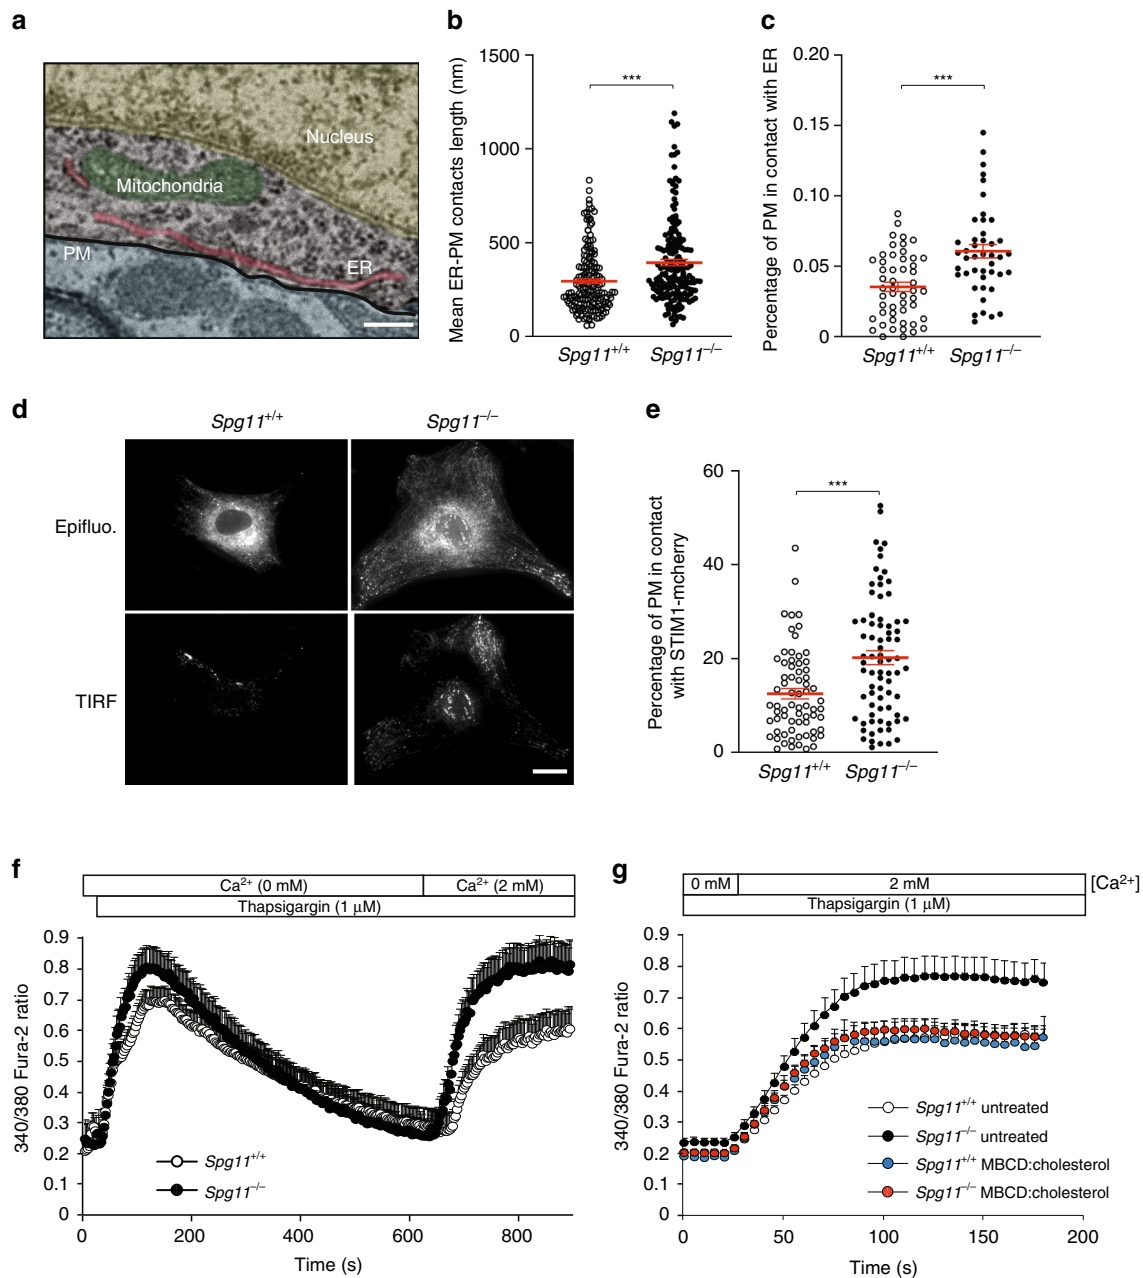 a
Nucleus
Mitochondria
PM
ER
b
Mean ER-PM contacts length (nm)
1500
1000
500
0
***
Spg11+/+ Spg11–/–
c
Percentage of PM in contact with ER
0.20
0.15
0.10
0.05
0
***
Spg11+/+ Spg11–/–
d
Spg11+/+ Spg11–/–
Epifluo.
TIRF
e
Percentage of PM in contact
with STIM1-mcherry
60
40
20
0
***
Spg11+/+ Spg11–/–
f
Ca2+ (0 mM) Ca2+ (2 mM)
Thapsigargin (1 μM)
340/380 Fura-2 ratio
0.9
0.8
0.7
0.6
0.5
0.4
0.3
0.2
0.1
0
Spg11+/+
Spg11–/–
0 200 400 600 800
Time (s)
g
0 mM 2 mM [Ca2+]
Thapsigargin (1 μM)
340/380 Fura-2 ratio
0.9
0.8
0.7
0.6
0.5
0.4
0.3
0.2
0.1
0
Spg11+/+ untreated
Spg11–/– untreated
Spg11+/+ MBCD:cholesterol
Spg11–/– MBCD:cholesterol
0 50 100 150 200
Time (s)